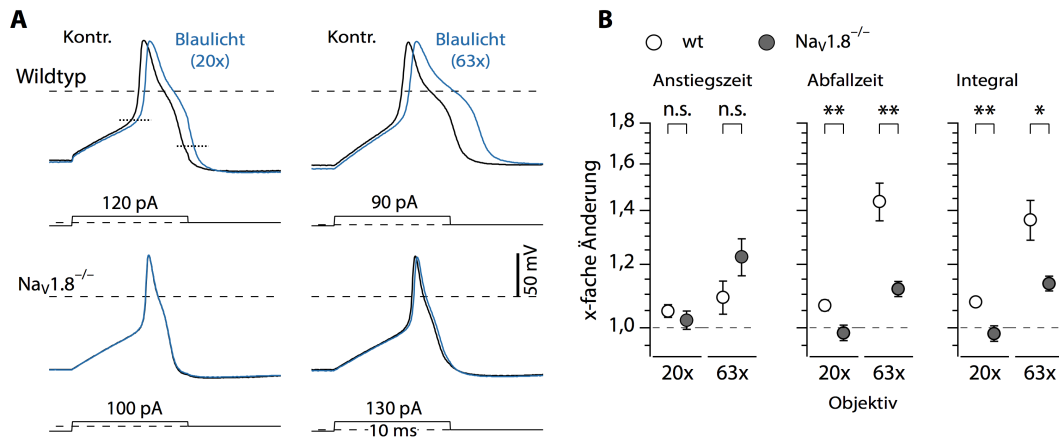 A
Kontr.
Blaulicht
(20x)
Kontr.
Blaulicht
(63x)
Wildtyp
120 pA
90 pA
NaV1.8−/−
50 mV
100 pA
130 pA
10 ms
B
wt
NaV1.8−/−
Anstiegszeit
Abfallzeit
Integral
n.s.
n.s.
**
**
**
*
x-fache Änderung
1,8
1,6
1,4
1,2
1,0
20x
63x
20x
63x
20x
63x
Objektiv